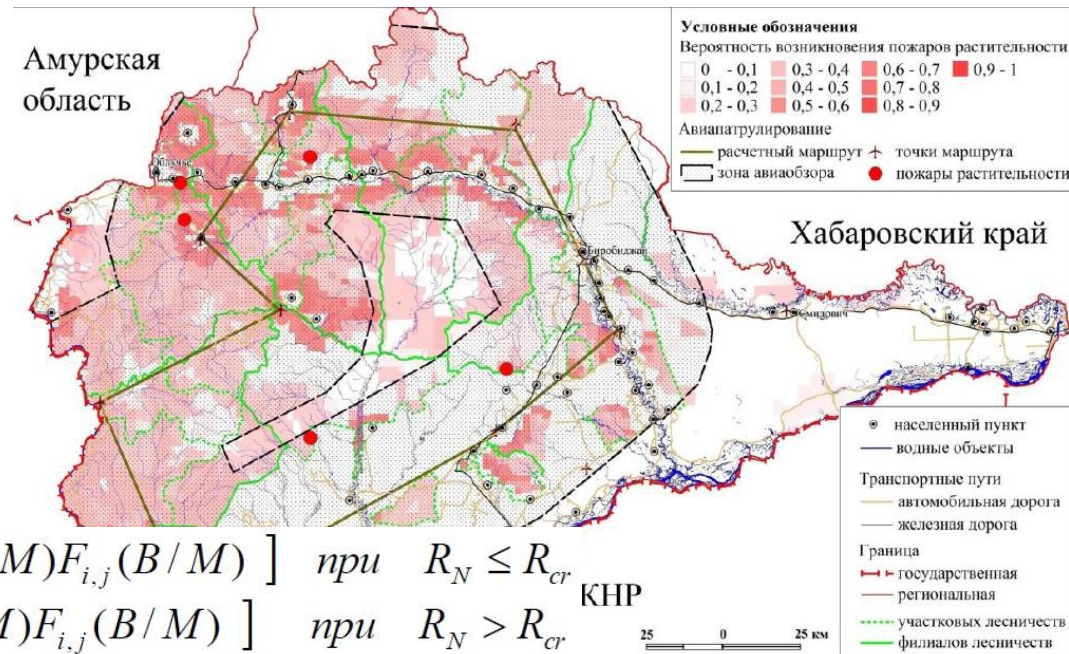 Амурская
область
Облучье
Биробиджан
Смидович
Хабаровский край
КНР
Условные обозначения
Вероятность возникновения пожаров растительности
0 - 0,1 0,3 - 0,4 0,6 - 0,7 0,9 - 1
0,1 - 0,2 0,4 - 0,5 0,7 - 0,8
0,2 - 0,3 0,5 - 0,6 0,8 - 0,9
Авиапатрулирование
расчетный маршрут точки маршрута
зона авиаобзора пожары растительности
населенный пункт
водные объекты
Транспортные пути
автомобильная дорога
железная дорога
Граница
государственная
региональная
участковых лесничеств
филиалов лесничеств
M)F_{i,j}(B/M) ] при R_N ≤ R_{cr}
M)F_{i,j}(B/M) ] при R_N > R_{cr}
25 0 25 км